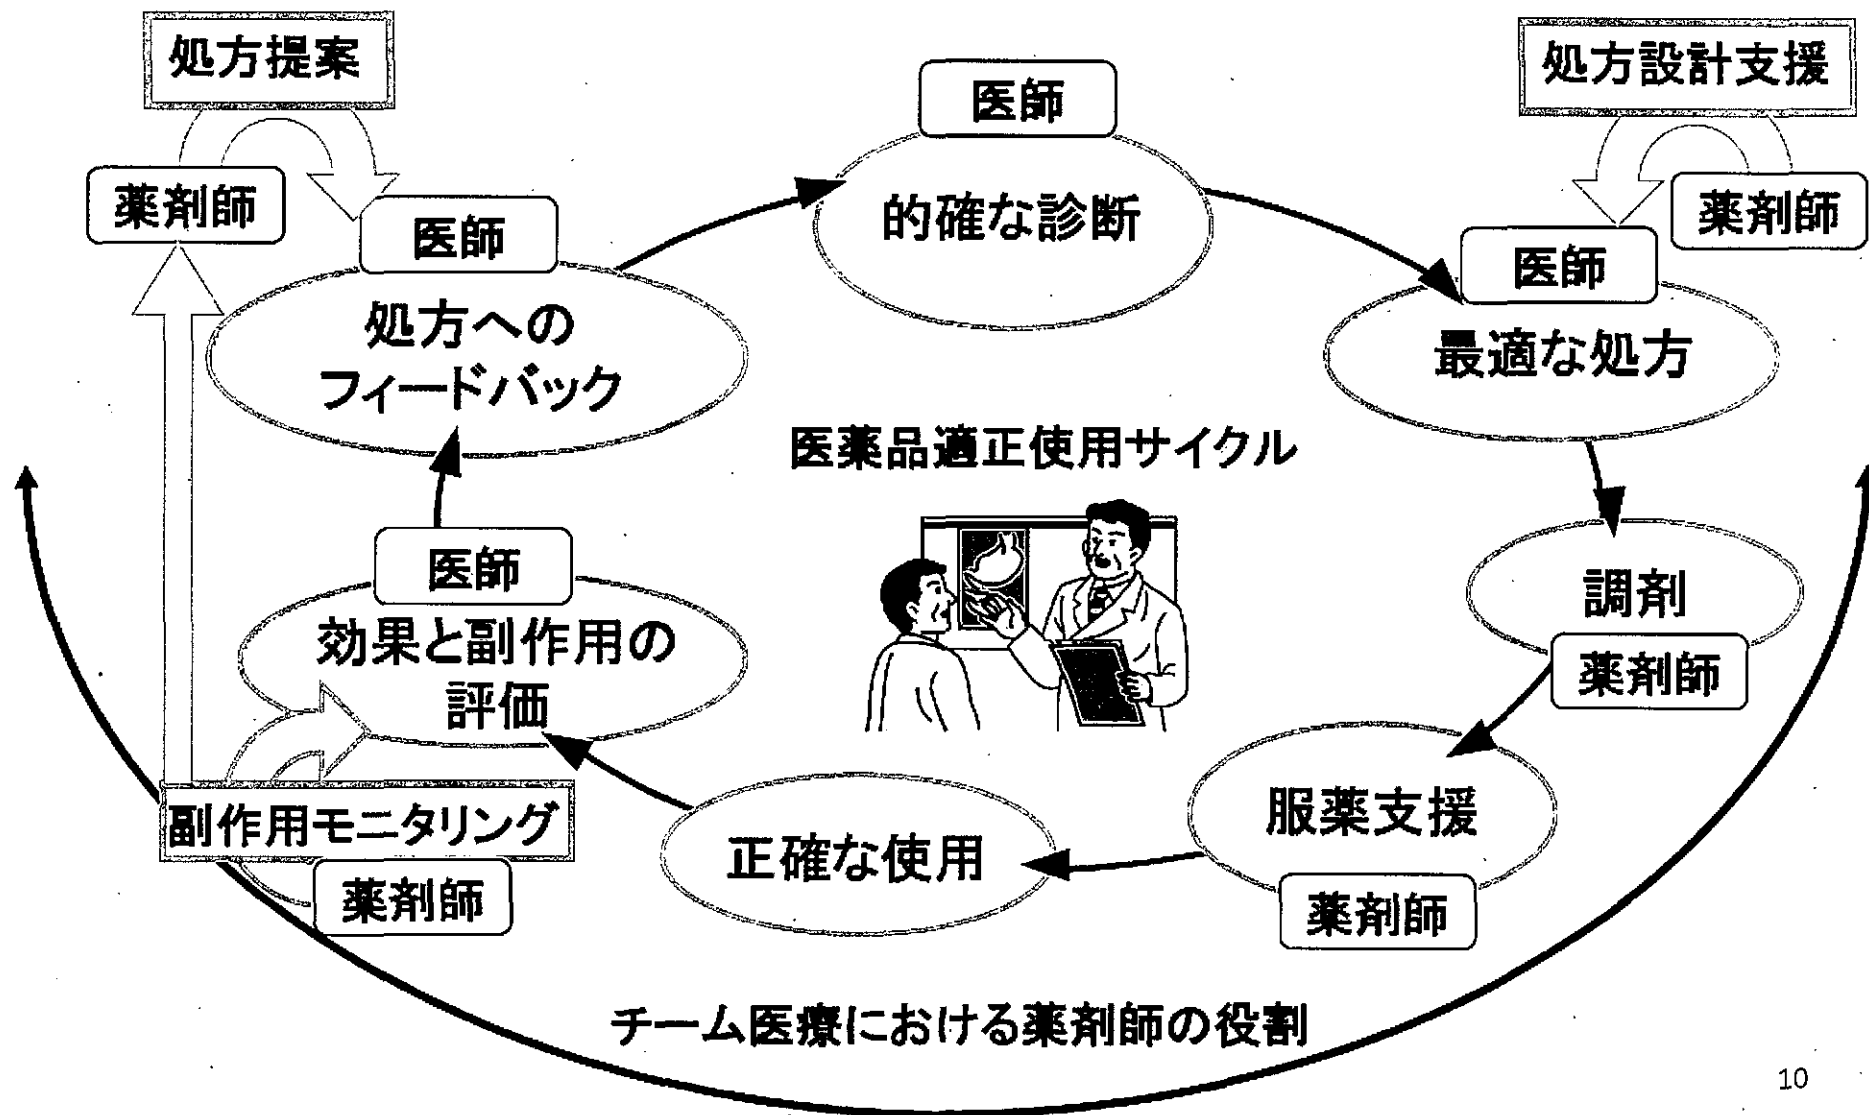 処方提案
処方設計支援
医師
薬剤師
医師
的確な診断
薬剤師
医師
処方への
フィードバック
最適な処方
医薬品適正使用サイクル
医師
効果と副作用の
評価
調剤
薬剤師
副作用モニタリング
薬剤師
正確な使用
服薬支援
薬剤師
チーム医療における薬剤師の役割
10